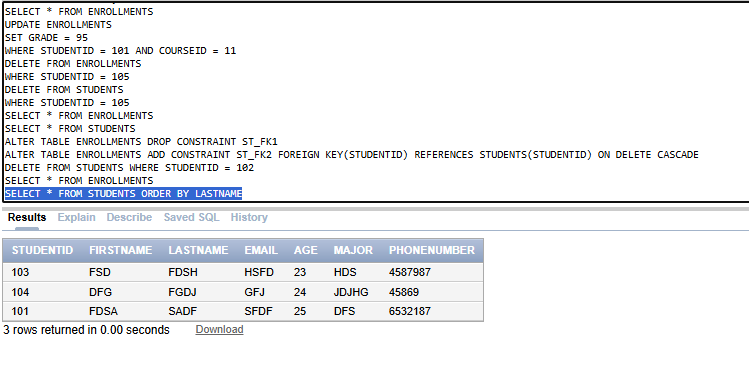 SELECT * FROM ENROLLMENTS
UPDATE ENROLLMENTS
SET GRADE = 95
WHERE STUDENTID = 101 AND COURSEID = 11
DELETE FROM ENROLLMENTS
WHERE STUDENTID = 105
DELETE FROM STUDENTS
WHERE STUDENTID = 105
SELECT * FROM ENROLLMENTS
SELECT * FROM STUDENTS
ALTER TABLE ENROLLMENTS DROP CONSTRAINT ST_FK1
ALTER TABLE ENROLLMENTS ADD CONSTRAINT ST_FK2 FOREIGN KEY(STUDENTID) REFERENCES STUDENTS(STUDENTID) ON DELETE CASCADE
DELETE FROM STUDENTS WHERE STUDENTID = 102
SELECT * FROM ENROLLMENTS
SELECT * FROM STUDENTS ORDER BY LASTNAME
Results Explain Describe Saved SQL History
STUDENTID FIRSTNAME LASTNAME EMAIL AGE MAJOR PHONENUMBER
103 FSD FDSH HSFD 23 HDS 4587987
104 DFG FGDJ GFJ 24 JDJHG 45869
101 FDSA SADF SFDF 25 DFS 6532187
3 rows returned in 0.00 seconds Download